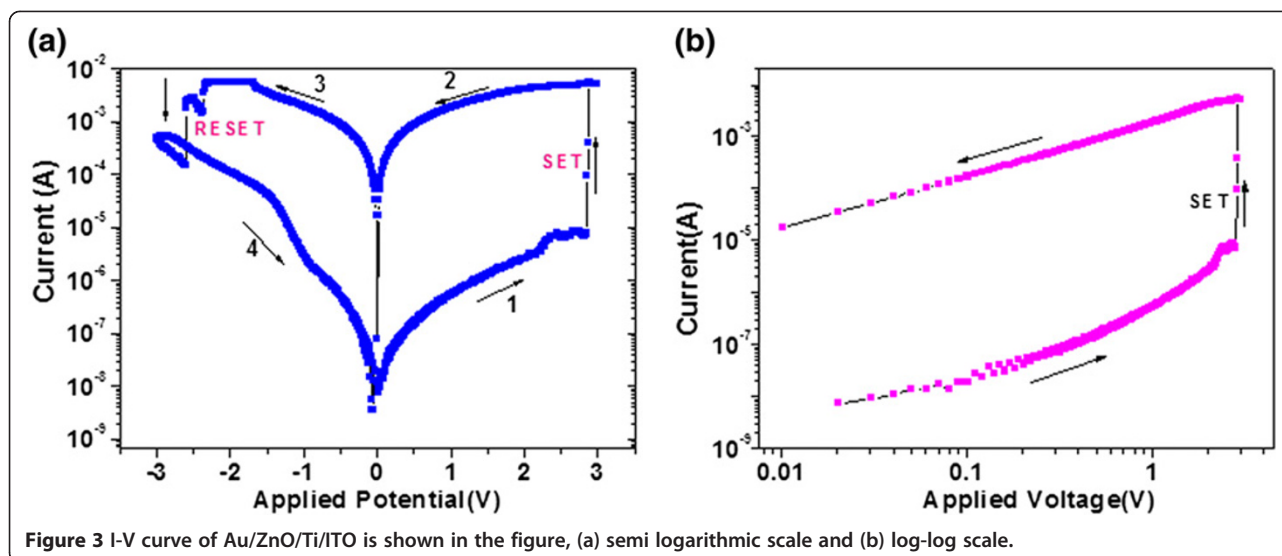 (a)
10⁻²
10⁻³
10⁻⁴
10⁻⁵
10⁻⁶
10⁻⁷
10⁻⁸
10⁻⁹
Current (A)
3
2
RESET
SET
4
1
-3 -2 -1 0 1 2 3
Applied Potential(V)
(b)
10⁻³
10⁻⁵
10⁻⁷
10⁻⁹
Current(A)
SET
0.01 0.1 1
Applied Voltage(V)
Figure 3 I-V curve of Au/ZnO/Ti/ITO is shown in the figure, (a) semi logarithmic scale and (b) log-log scale.